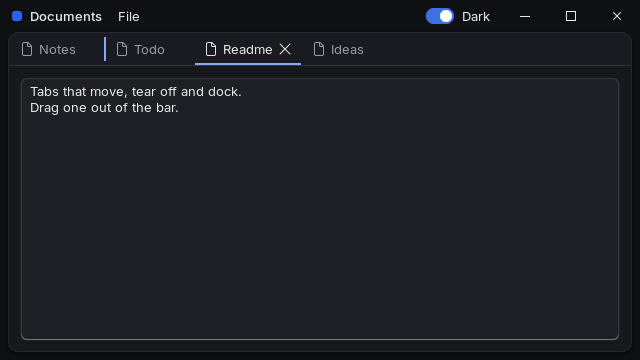 Documents File Dark
Notes Todo Readme Ideas
Tabs that move, tear off and dock.
Drag one out of the bar.